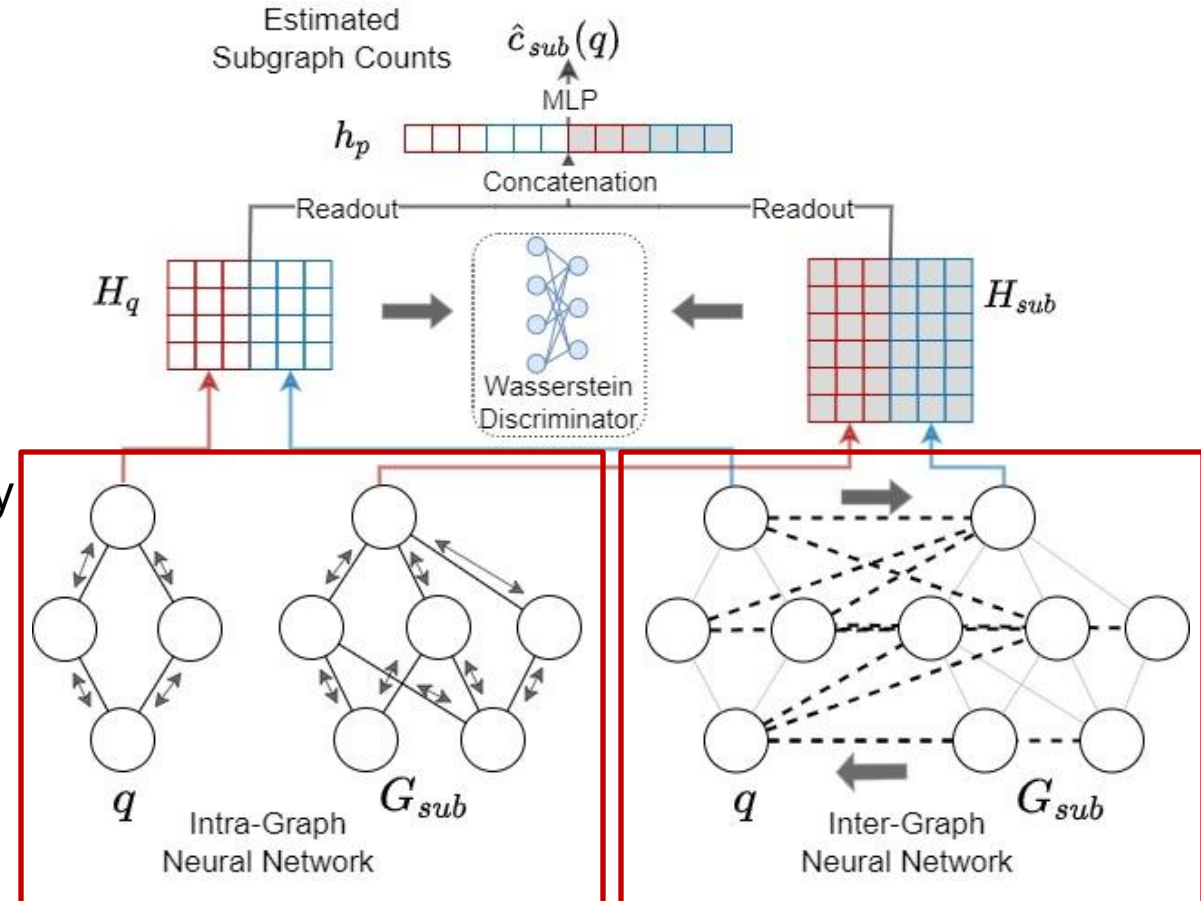 Estimated
Subgraph Counts
ĉ_sub(q)
MLP
h_p
Concatenation
Readout
Readout
H_q
H_sub
Wasserstein
Discriminator
y
q
G_sub
q
G_sub
Intra-Graph
Neural Network
Inter-Graph
Neural Network